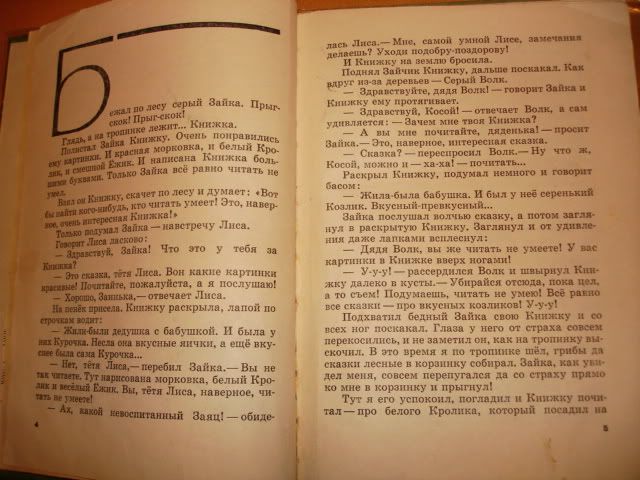 Бежал по лесу серый Зайка. Прыг-
скок! Прыг-скок!
Глядь, а на тропинке лежит... Книжка.
Полистал Зайка Книжку. Очень понравились
ему картинки. И красная морковка, и белый Кро-
лик, и смешной Ёжик. И написана Книжка боль-
шими буквами. Только Зайка всё равно читать не
умел.
Взял он Книжку, скачет по лесу и думает: «Вот
бы найти кого-нибудь, кто читать умеет! Это, навер-
ное, очень интересная Книжка!»
Только подумал Зайка — навстречу Лиса.
Говорит Лиса ласково:
— Здравствуй, Зайка! Что это у тебя за
Книжка?
— Это сказка, тётя Лиса. Вон какие картинки
красивые! Почитайте, пожалуйста, а я послушаю!
— Хорошо, Заинька,— отвечает Лиса.
На пенёк присела. Книжку раскрыла, лапой по
строчкам водит:
— Жили-были дедушка с бабушкой. И была у
них Курочка. Несла она вкусные яички, а ещё вкус-
нее была сама Курочка...
— Нет, тётя Лиса,— перебил Зайка.— Вы не
так читаете. Тут нарисована морковка, белый Кро-
лик и весёлый Ёжик. Вы, тётя Лиса, наверное, чи-
тать не умеете!
— Ах, какой невоспитанный Заяц! — обиде-
4
лась Лиса.— Мне, самой умной Лисе, замечания
делаешь? Уходи подобру-поздорову!
И Книжку на землю бросила.
Поднял Зайчик Книжку, дальше поскакал. Как
вдруг из-за деревьев — Серый Волк.
— Здравствуйте, дядя Волк! — говорит Зайка и
Книжку ему протягивает.
— Здравствуй, Косой! — отвечает Волк, а сам
удивляется: — Зачем мне твоя Книжка?
— А вы мне почитайте, дяденька! — просит
Зайка.— Это, наверное, интересная сказка.
— Сказка? — переспросил Волк.— Ну что ж,
Косой, можно и — ха-ха! — почитать...
Раскрыл Книжку, подумал немного и говорит
басом:
— Жила-была бабушка. И был у неё серенький
Козлик. Вкусный-превкусный...
Зайка послушал волчью сказку, а потом загля-
нул в раскрытую Книжку. Заглянул и от удивле-
ния даже лапками всплеснул:
— Дядя Волк, вы же читать не умеете! У вас
картинки в Книжке вверх ногами!
— У-у-у! — рассердился Волк и швырнул Книж-
ку далеко в кусты.— Убирайся отсюда, пока цел,
а то съем! Подумаешь, читать не умею! Всё равно
все сказки — про вкусных козликов! У-у-у!
Подхватил бедный Зайка свою Книжку и со
всех ног поскакал. Глаза у него от страха совсем
перекосились, и не заметил он, как на тропинку вы-
скочил. В это время я по тропинке шёл, грибы да
сказки лесные в корзинку собирал. Зайка, как уви-
дел меня, совсем перепугался да со страху прямо
ко мне в корзинку и прыгнул!
Тут я его успокоил, погладил и Книжку почи-
тал — про белого Кролика, который посадил на
5